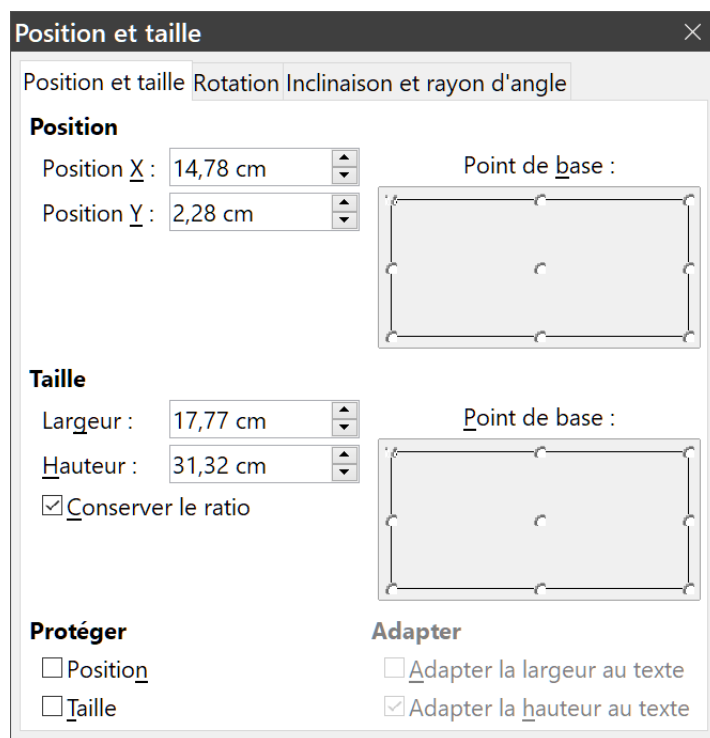 Position et taille
Position et taille Rotation Inclinaison et rayon d'angle
Position
Position X : 14,78 cm
Point de base :
Position Y : 2,28 cm
Taille
Largeur : 17,77 cm
Point de base :
Hauteur : 31,32 cm
Conserver le ratio
Protéger
Adapter
Position
Adapter la largeur au texte
Taille
Adapter la hauteur au texte